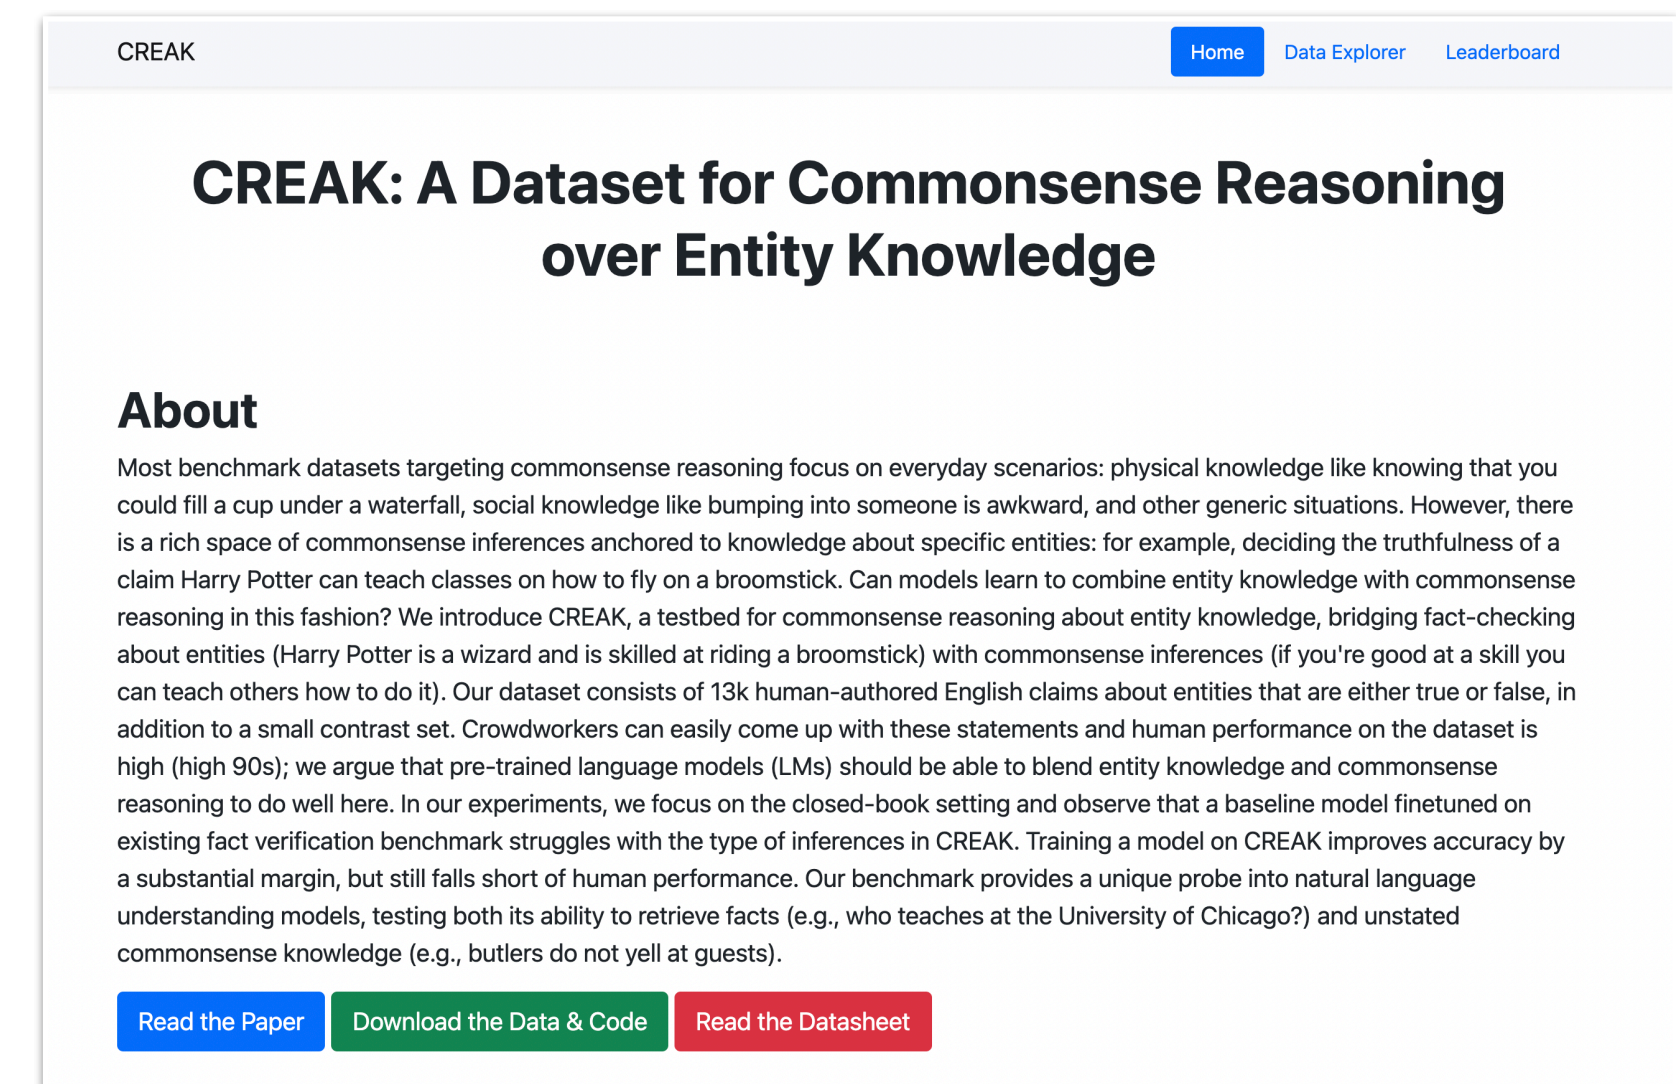 CREAK
Home
Data Explorer
Leaderboard
CREAK: A Dataset for Commonsense Reasoning
over Entity Knowledge
About
Most benchmark datasets targeting commonsense reasoning focus on everyday scenarios: physical knowledge like knowing that you
could fill a cup under a waterfall, social knowledge like bumping into someone is awkward, and other generic situations. However, there
is a rich space of commonsense inferences anchored to knowledge about specific entities: for example, deciding the truthfulness of a
claim Harry Potter can teach classes on how to fly on a broomstick. Can models learn to combine entity knowledge with commonsense
reasoning in this fashion? We introduce CREAK, a testbed for commonsense reasoning about entity knowledge, bridging fact-checking
about entities (Harry Potter is a wizard and is skilled at riding a broomstick) with commonsense inferences (if you're good at a skill you
can teach others how to do it). Our dataset consists of 13k human-authored English claims about entities that are either true or false, in
addition to a small contrast set. Crowdworkers can easily come up with these statements and human performance on the dataset is
high (high 90s); we argue that pre-trained language models (LMs) should be able to blend entity knowledge and commonsense
reasoning to do well here. In our experiments, we focus on the closed-book setting and observe that a baseline model finetuned on
existing fact verification benchmark struggles with the type of inferences in CREAK. Training a model on CREAK improves accuracy by
a substantial margin, but still falls short of human performance. Our benchmark provides a unique probe into natural language
understanding models, testing both its ability to retrieve facts (e.g., who teaches at the University of Chicago?) and unstated
commonsense knowledge (e.g., butlers do not yell at guests).
Read the Paper
Download the Data & Code
Read the Datasheet